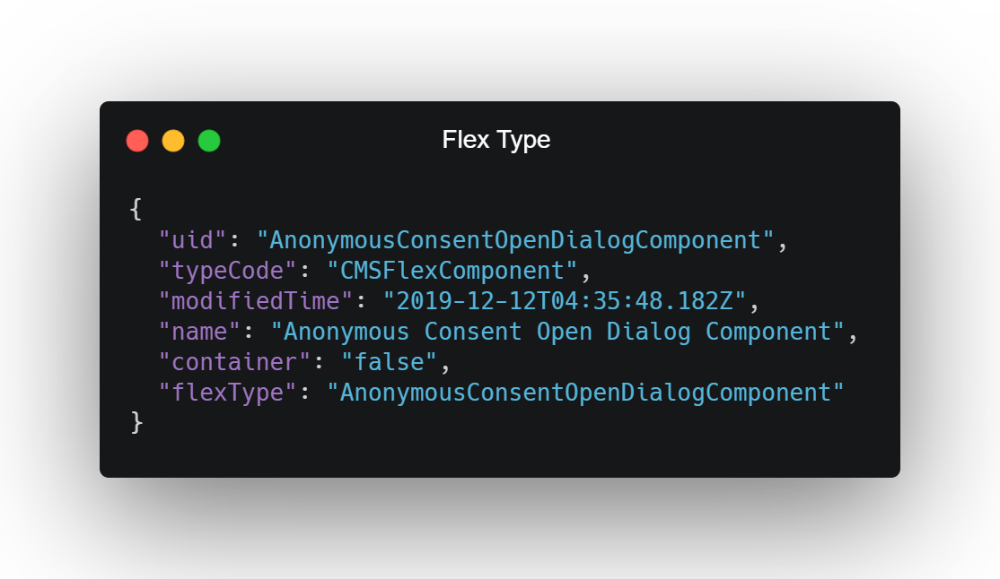 Flex Type
{
  "uid": "AnonymousConsentOpenDialogComponent",
  "typeCode": "CMSFlexComponent",
  "modifiedTime": "2019-12-12T04:35:48.182Z",
  "name": "Anonymous Consent Open Dialog Component",
  "container": "false",
  "flexType": "AnonymousConsentOpenDialogComponent"
}